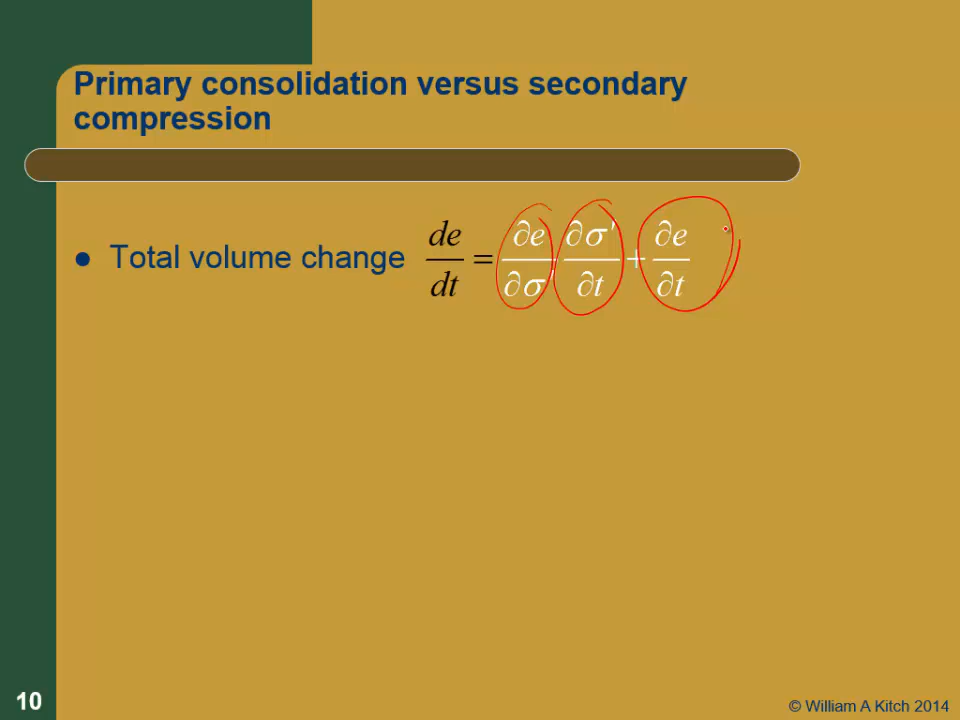 Primary consolidation versus secondary
compression
● Total volume change de/dt = ∂e/∂σ' ∂σ'/∂t + ∂e/∂t
10
© William A Kitch 2014